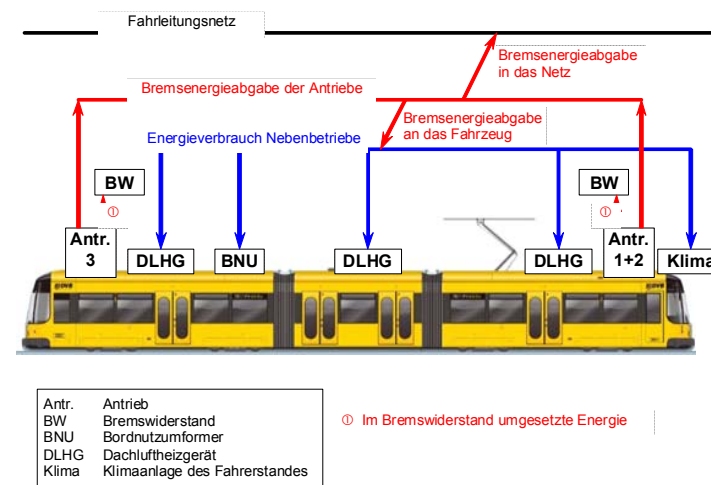 Fahrleitungsnetz
Bremsenergieabgabe
in das Netz
Bremsenergieabgabe der Antriebe
Bremsenergieabgabe
an das Fahrzeug
Energieverbrauch Nebenbetriebe
BW
BW
①
①
Antr.
3
DLHG
BNU
DLHG
DLHG
Antr.
1+2
Klima
Antr. Antrieb
BW Bremswiderstand
BNU Bordnutzumformer
DLHG Dachluftheizgerät
Klima Klimaanlage des Fahrerstandes
① Im Bremswiderstand umgesetzte Energie